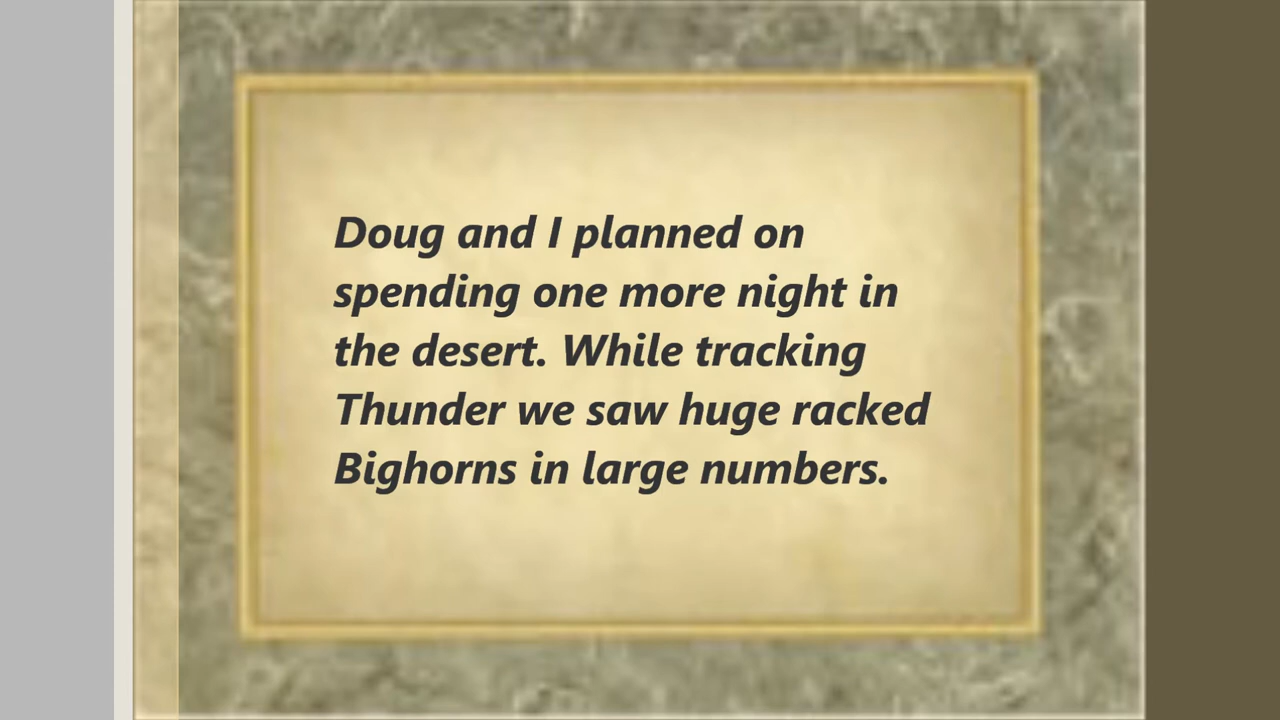 Doug and I planned on
spending one more night in
the desert. While tracking
Thunder we saw huge racked
Bighorns in large numbers.